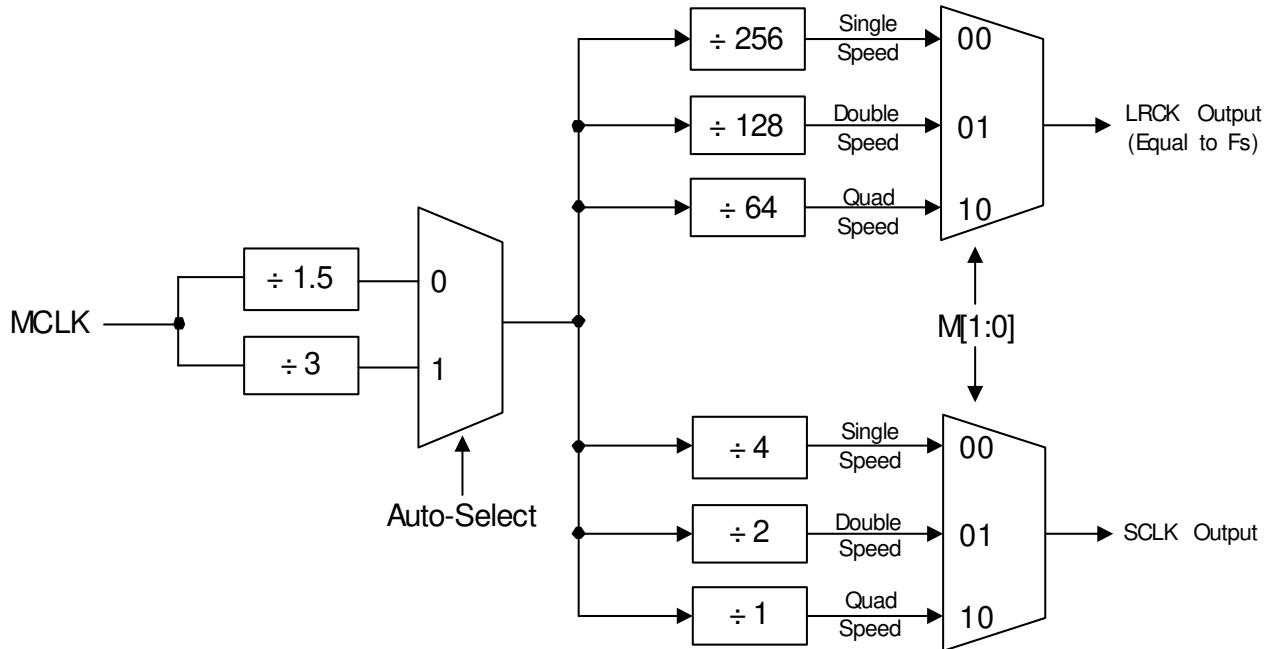 MCLK
÷ 1.5
÷ 3
0
1
Auto-Select
÷ 256
Single
Speed
00
÷ 128
Double
Speed
01
÷ 64
Quad
Speed
10
LRCK Output
(Equal to Fs)
M[1:0]
÷ 4
Single
Speed
00
÷ 2
Double
Speed
01
÷ 1
Quad
Speed
10
SCLK Output